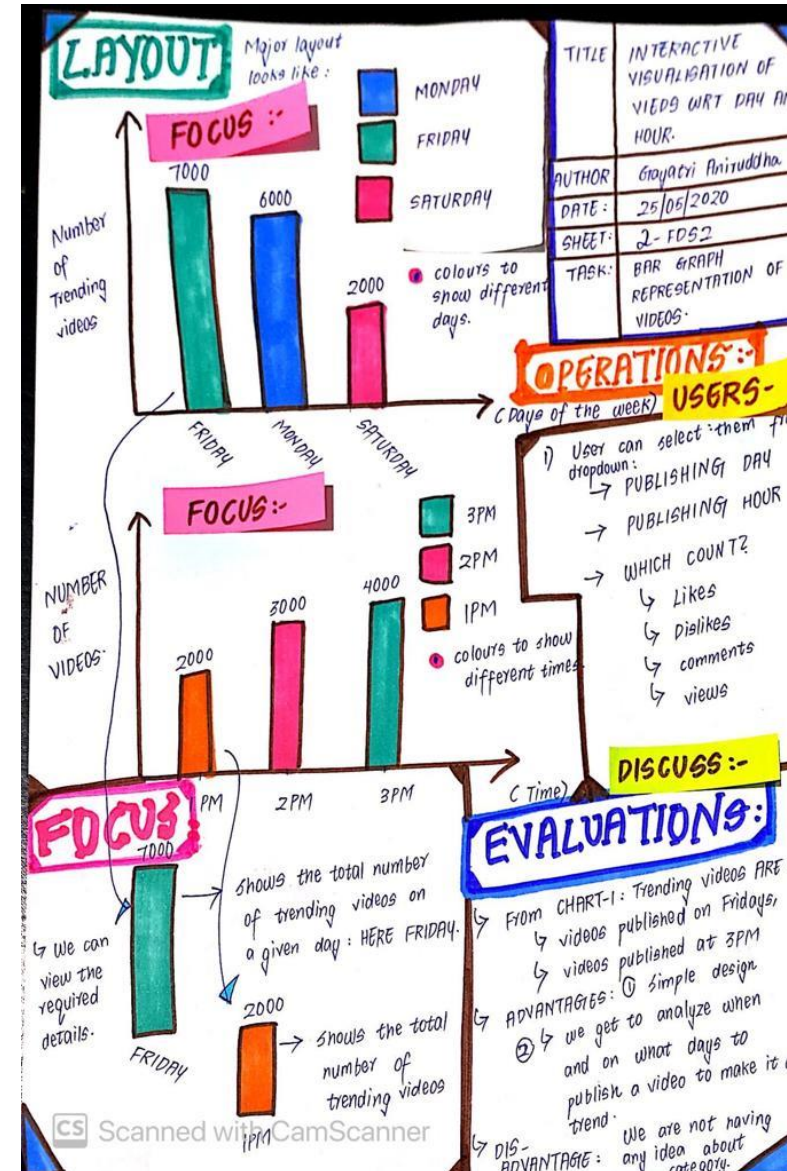 LAYOUT
Major layout
looks like :
MONDAY
FRIDAY
SATURDAY
FOCUS :-
7000
6000
2000
Number
of
Trending
videos
colours to
show different
days.
FRIDAY
MONDAY
SATURDAY
(Days of the week)
TITLE
INTERACTIVE
VISUALISATION OF
VIEDS WRT DAY
HOUR.
AUTHOR
Gayatri Aniruddha
DATE :
25/05/2020
SHEET:
2-FDS2
TASK:
BAR GRAPH
REPRESENTATION OF
VIDEOS.
OPERATIONS:-
USERS-
1) User can select them
dropdown:
→ PUBLISHING DAY
→ PUBLISHING HOUR
→ WHICH COUNT?
↳ Likes
↳ Dislikes
↳ comments
↳ views
FOCUS:-
3PM
2PM
1PM
colours to show
different times.
NUMBER
OF
VIDEOS.
2000
3000
4000
PM
2PM
3PM
(Time)
FOCUS
7000
→ shows the total number
of trending videos on
a given day : HERE FRIDAY.
↳ We can
view the
required
details.
FRIDAY
2000
→ shows the total
number of
trending videos
1PM
DISCUSS:-
EVALUATIONS:
↳ From CHART-1: Trending videos ARE
↳ videos published on Fridays,
↳ videos published at 3PM
↳ ADVANTAGES: ① simple design
② ↳ we get to analyze when
and on what days to
publish a video to make it
trend.
↳ DIS-
ADVANTAGE: We are not having
any idea about
category.
CS Scanned with CamScanner